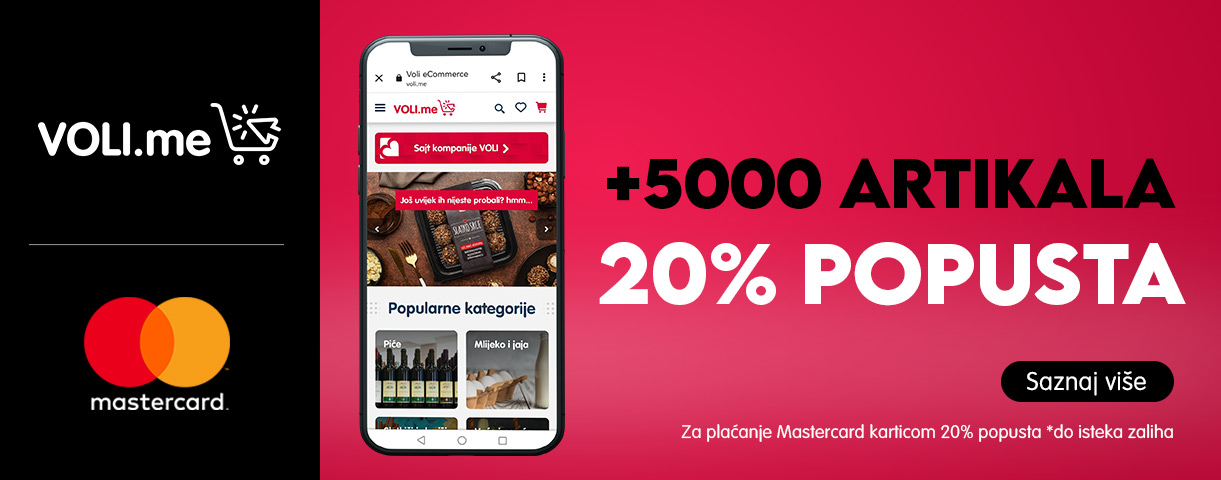 VOLI.me
mastercard.
Voli eCommerce
voli.me
VOLI.me
Sajt kompanije VOLI
Još uvijek ih nijeste probali? hmm...
SLATKO SRCE
Popularne kategorije
Piće
Mlijeko i jaja
+5000 ARTIKALA
20% POPUSTA
Saznaj više
Za plaćanje Mastercard karticom 20% popusta *do isteka zaliha